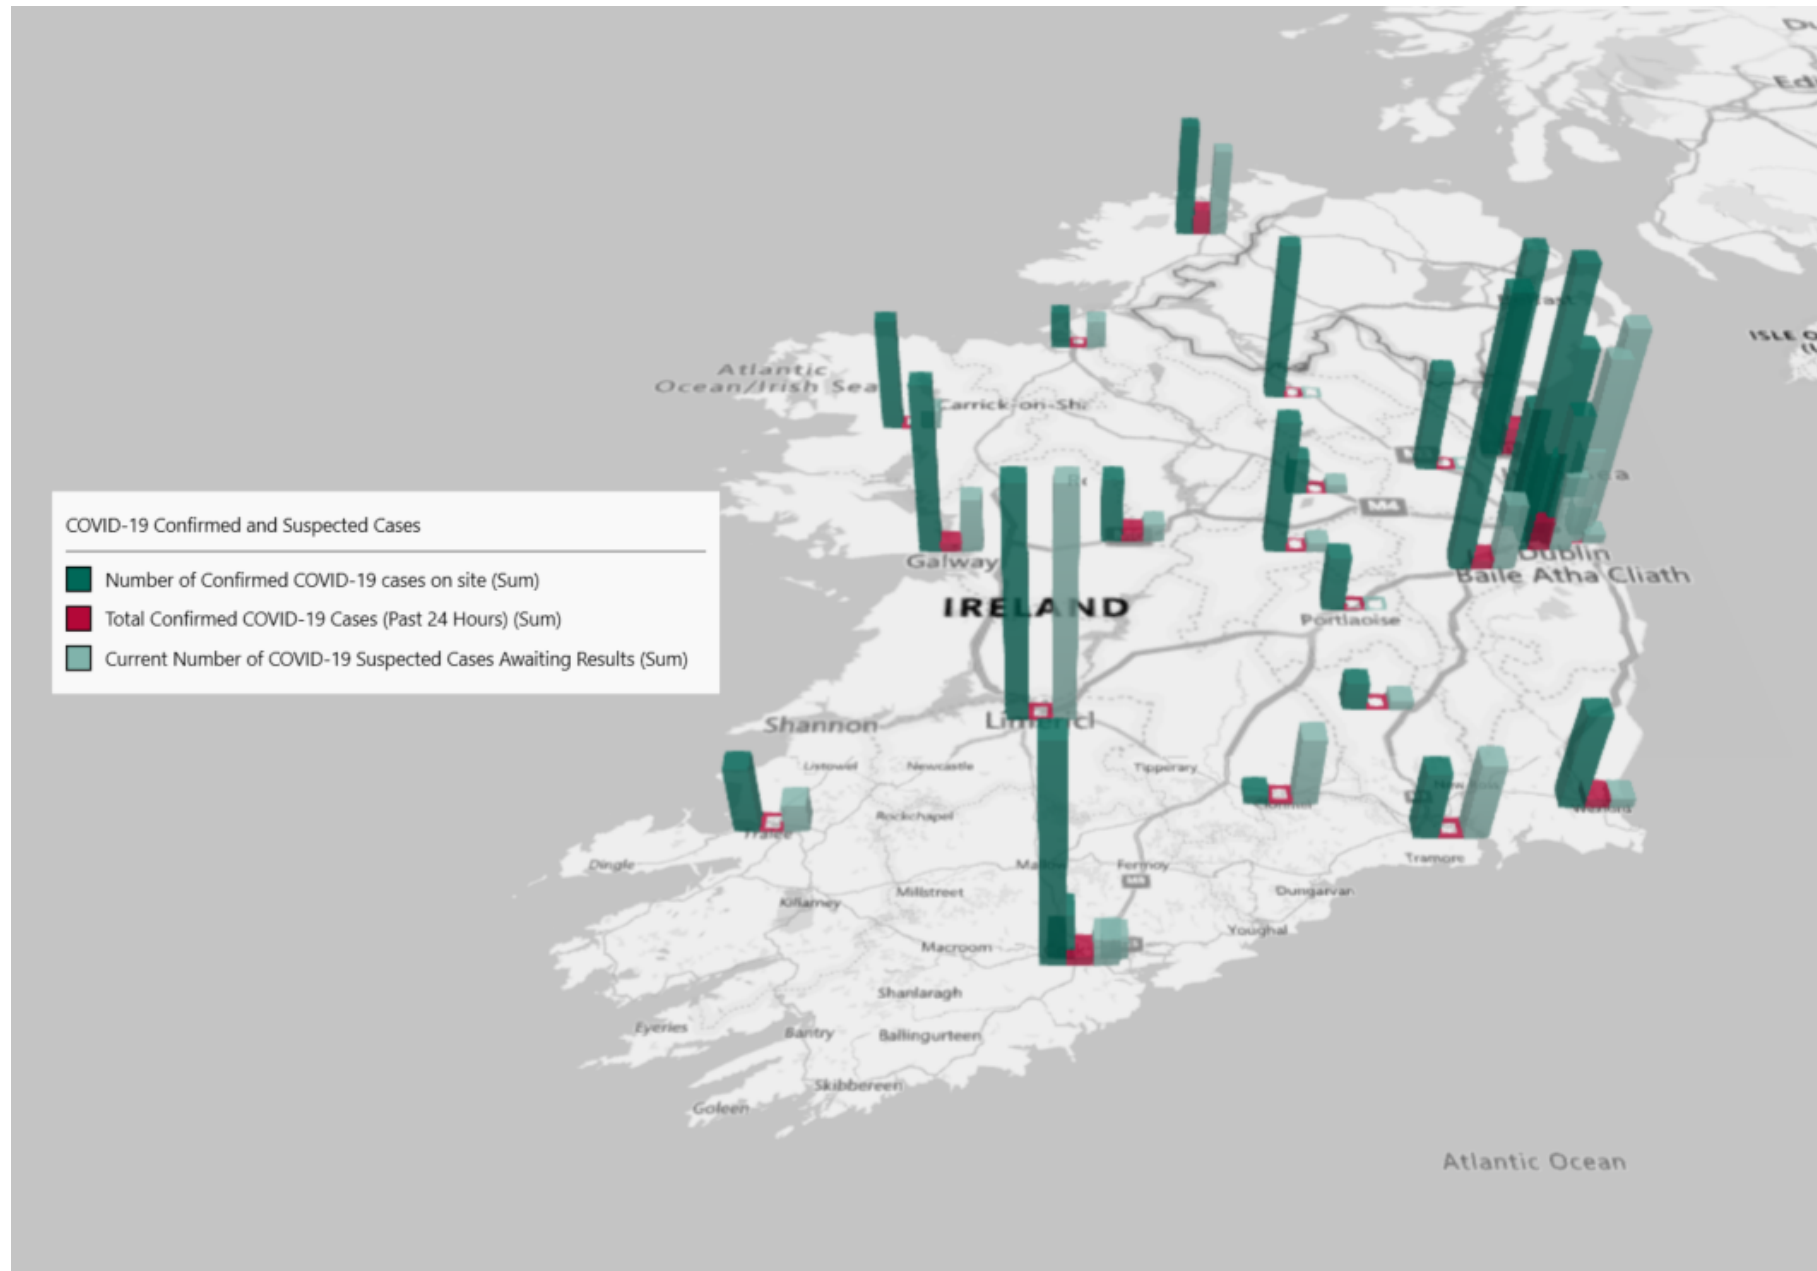 Atlantic
Ocean/Irish Sea
Galway
IRELAND
Dublin
Baile Atha Cliath
M4
Portlaoise
COVID-19 Confirmed and Suspected Cases
Number of Confirmed COVID-19 cases on site (Sum)
Total Confirmed COVID-19 Cases (Past 24 Hours) (Sum)
Current Number of COVID-19 Suspected Cases Awaiting Results (Sum)
Shannon
Listowel
Newcastle
Tipperary
Rockchapel
Tralee
Tramore
Dingle
Fermoy
Millstreet
Dungarvan
Killarney
Youghal
Macroom
Shanlaragh
Eyeries
Bantry
Ballingurteen
Skibbereen
Goleen
Atlantic Ocean